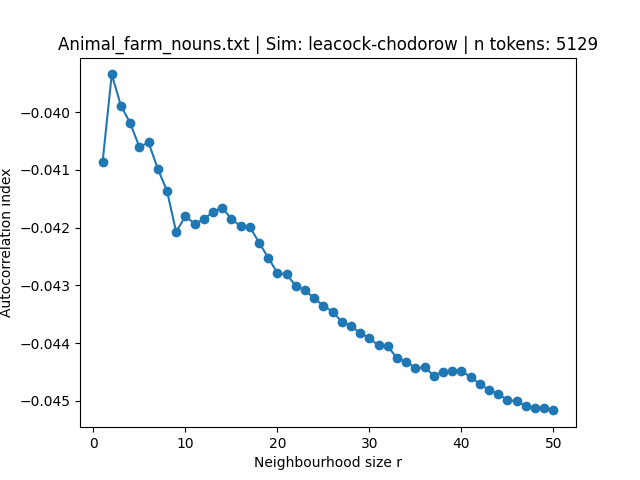 Animal_farm_nouns.txt | Sim: leacock-chodorow | n tokens: 5129
Autocorrelation index
−0.040
−0.041
−0.042
−0.043
−0.044
−0.045
0 10 20 30 40 50
Neighbourhood size r